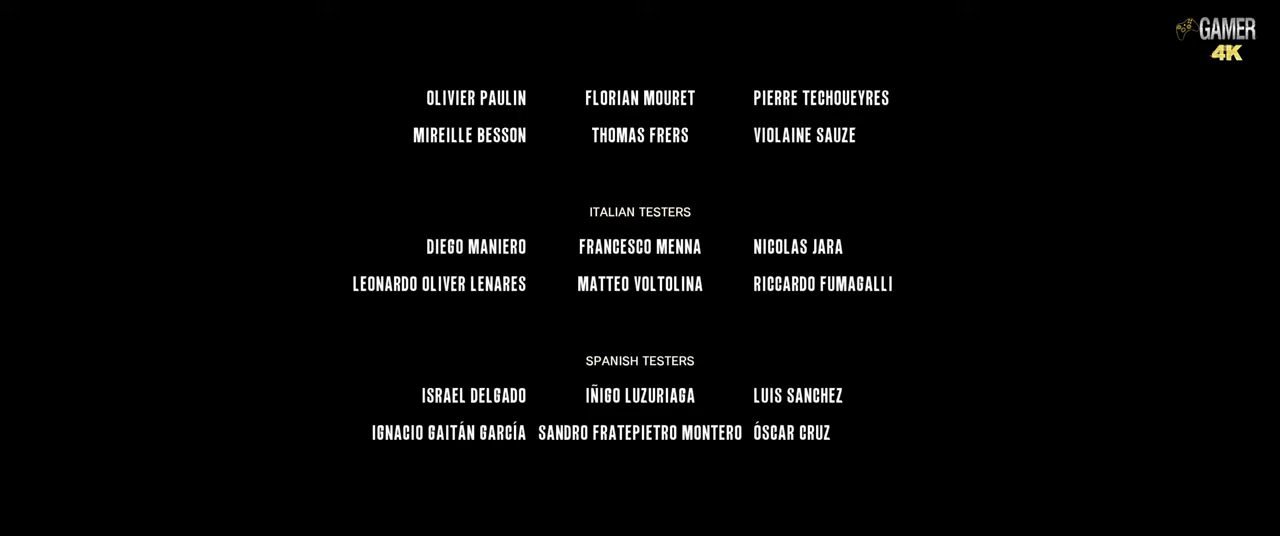 GAMER
4K
OLIVIER PAULIN FLORIAN MOURET PIERRE TECHOUEYRES
MIREILLE BESSON THOMAS FRERS VIOLAINE SAUZE
ITALIAN TESTERS
DIEGO MANIERO FRANCESCO MENNA NICOLAS JARA
LEONARDO OLIVER LENARES MATTEO VOLTOLINA RICCARDO FUMAGALLI
SPANISH TESTERS
ISRAEL DELGADO IÑIGO LUZURIAGA LUIS SANCHEZ
IGNACIO GAITÁN GARCÍA SANDRO FRATEPIETRO MONTERO ÓSCAR CRUZ